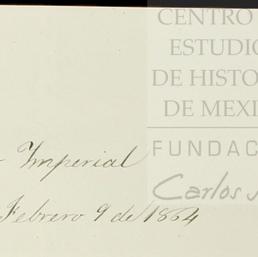 CENTRO
ESTUDIO
DE HISTO
DE MEXI
FUNDAC
Carlos
Imperial
Febrero 9 de 1864